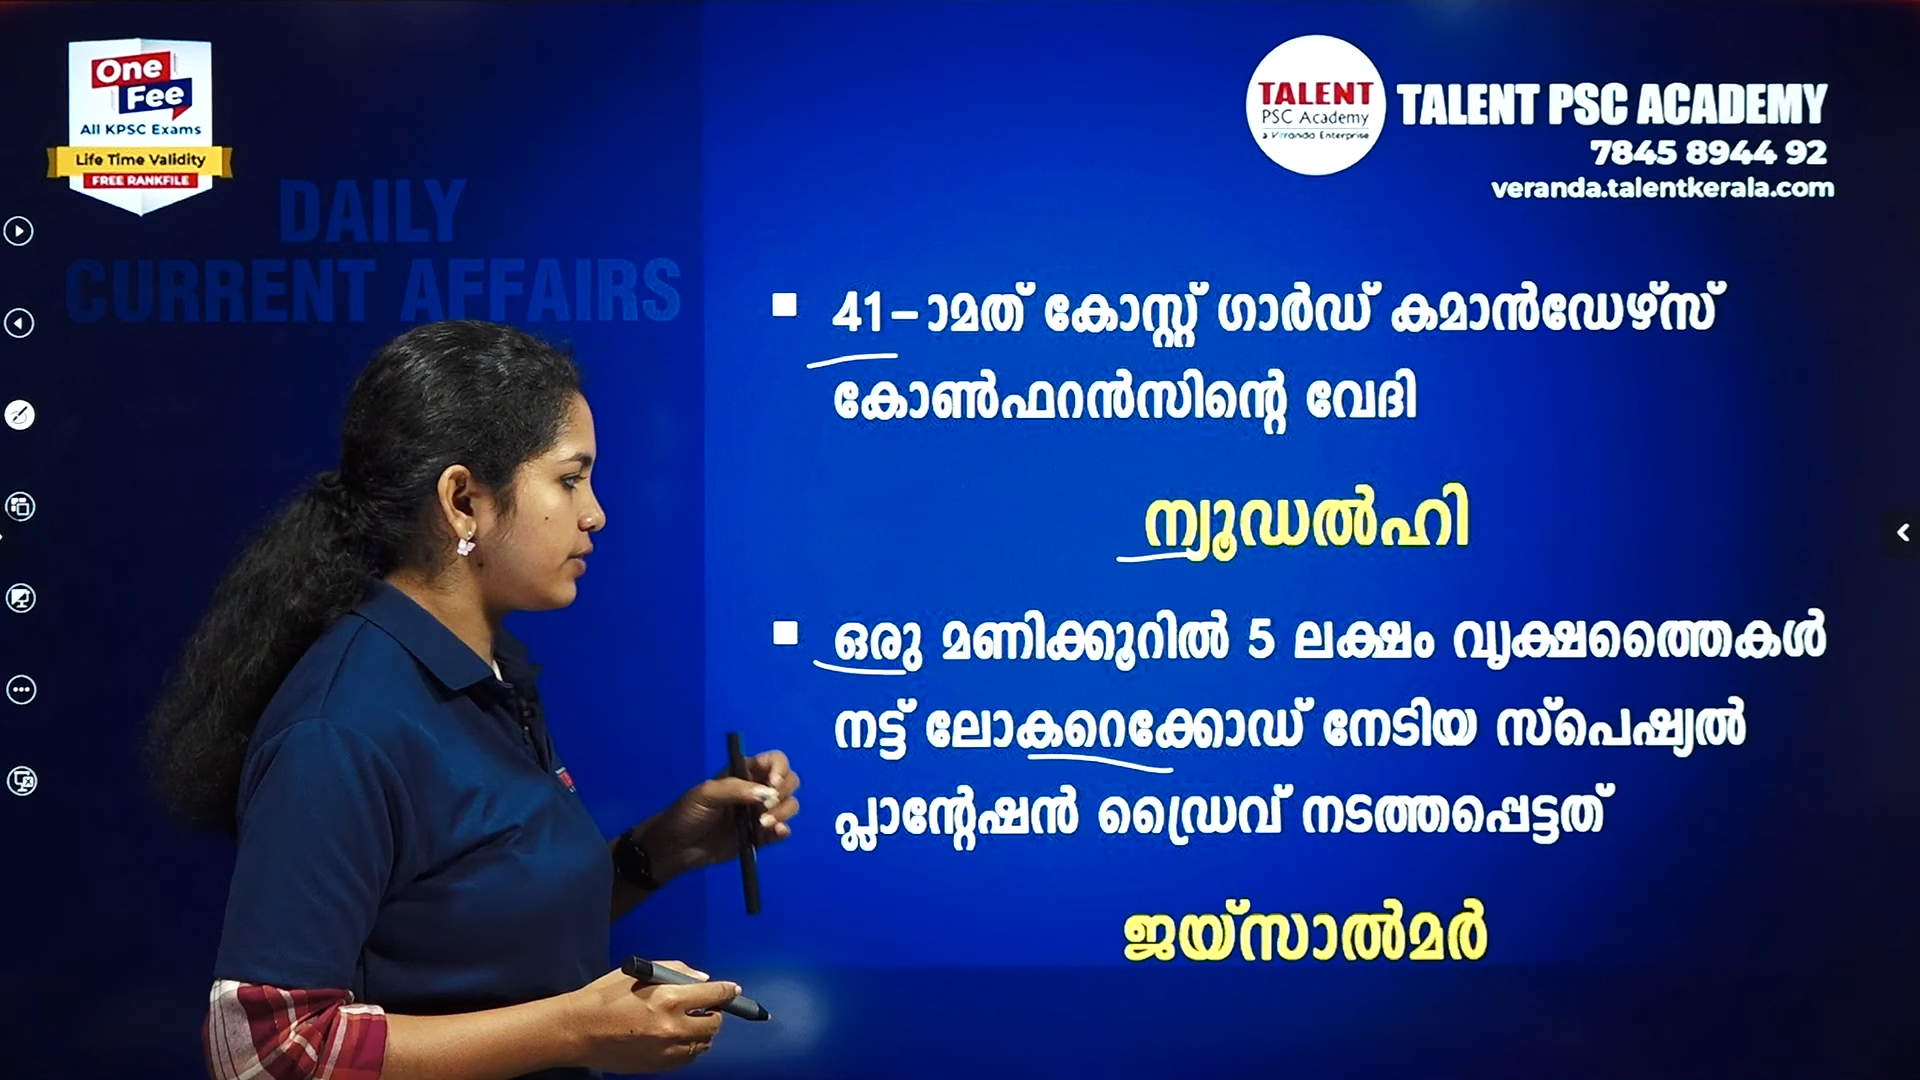 One
Fee
All KPSC Exams
Life Time Validity
FREE RANKFILE
TALENT
PSC Academy
a Veranda Enterprise
TALENT PSC ACADEMY
7845 8944 92
veranda.talentkerala.com
DAILY
CURRENT AFFAIRS
41-ാമത് കോസ്റ്റ് ഗാർഡ് കമാൻഡേഴ്സ്
കോൺഫറൻസിന്റെ വേദി
ന്യൂഡൽഹി
ഒരു മണിക്കൂറിൽ 5 ലക്ഷം വൃക്ഷത്തൈകൾ
നട്ട് ലോകറെക്കോഡ് നേടിയ സ്പെഷ്യൽ
പ്ലാന്റേഷൻ ഡ്രൈവ് നടത്തപ്പെട്ടത്
ജയ്സാൽമർ